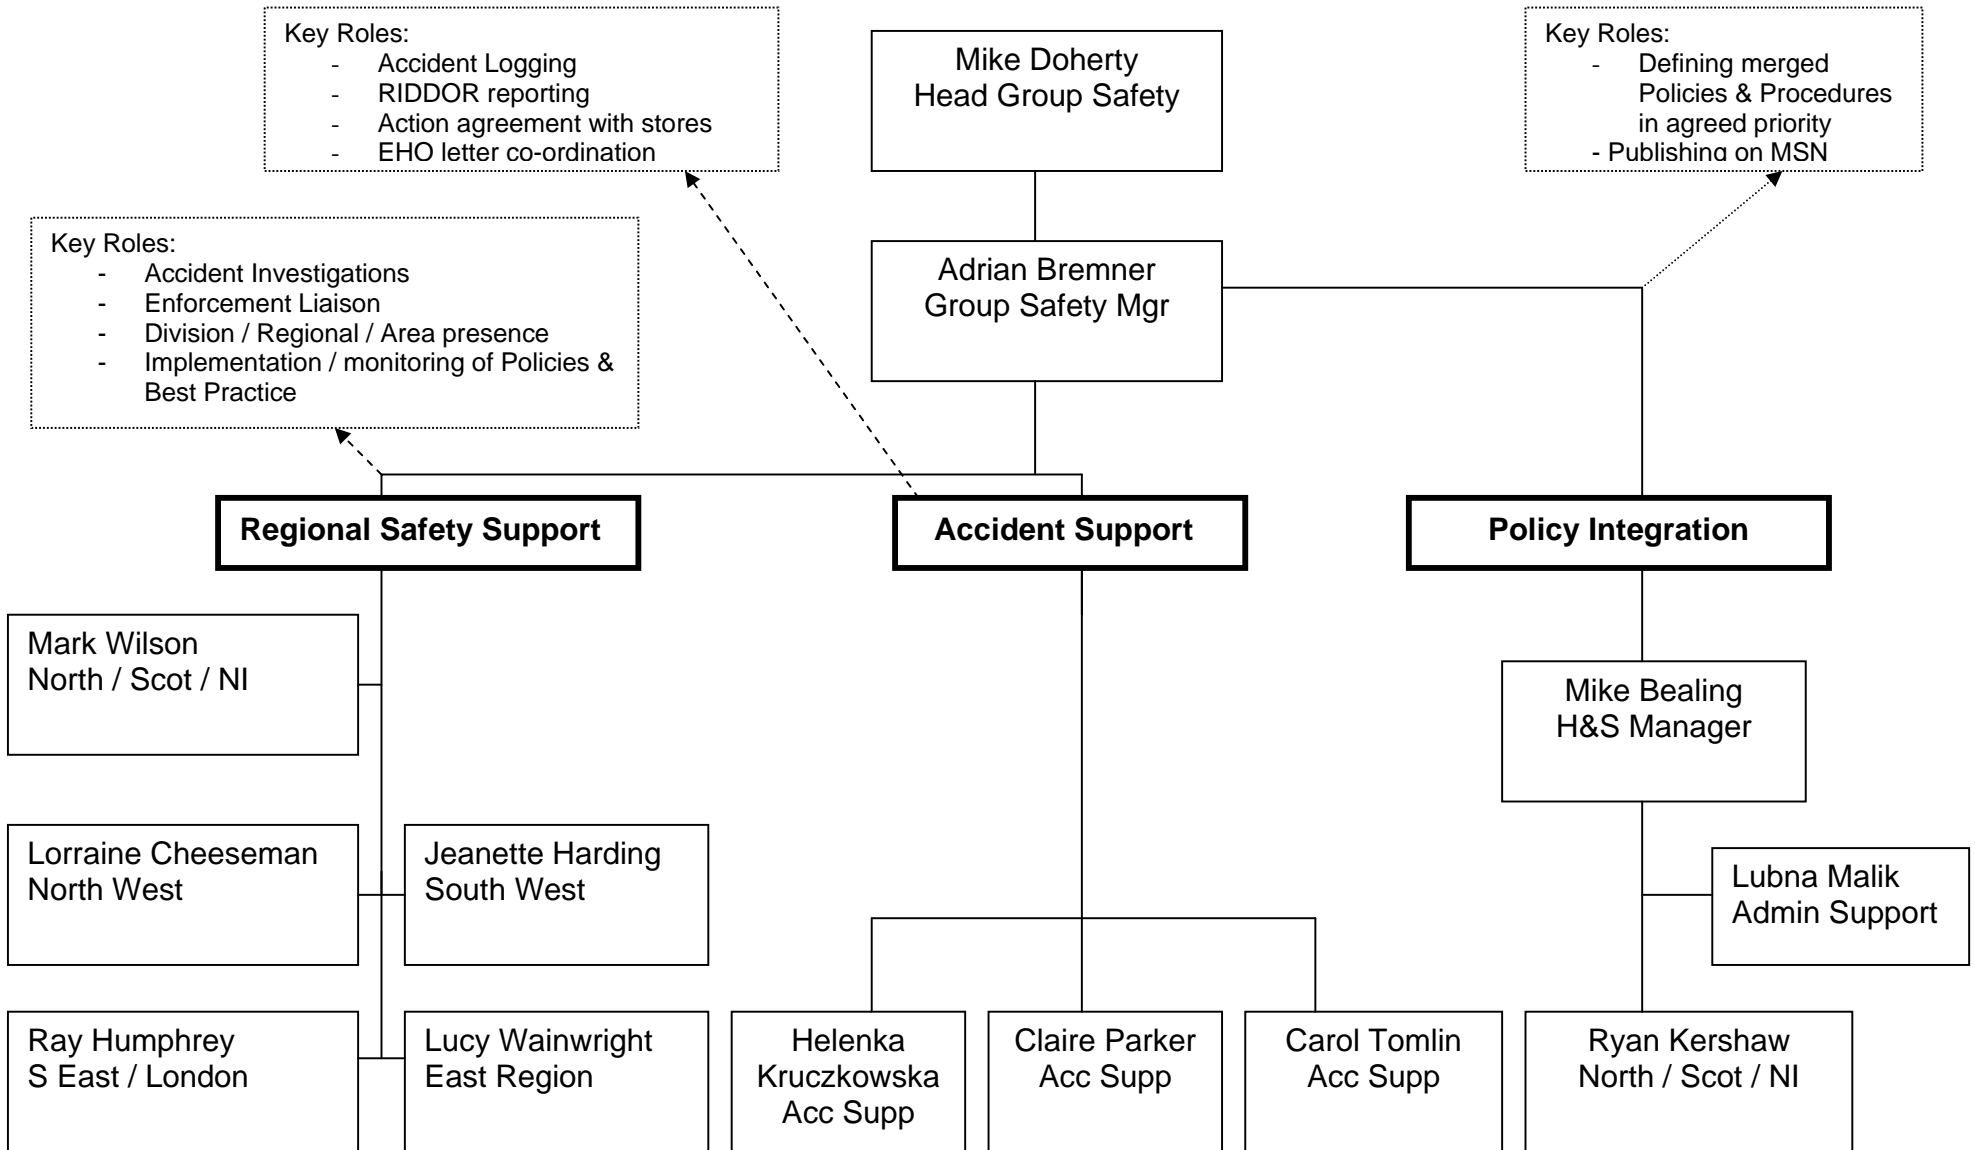 Key Roles:
- Accident Logging
- RIDDOR reporting
- Action agreement with stores
- EHO letter co-ordination
Mike Doherty
Head Group Safety
Key Roles:
- Defining merged
Policies & Procedures
in agreed priority
- Publishing on MSN
Key Roles:
- Accident Investigations
- Enforcement Liaison
- Division / Regional / Area presence
- Implementation / monitoring of Policies &
Best Practice
Adrian Bremner
Group Safety Mgr
Regional Safety Support
Accident Support
Policy Integration
Mark Wilson
North / Scot / NI
Mike Bealing
H&S Manager
Lorraine Cheeseman
North West
Jeanette Harding
South West
Lubna Malik
Admin Support
Ray Humphrey
S East / London
Lucy Wainwright
East Region
Helenka
Kruczkowska
Acc Supp
Claire Parker
Acc Supp
Carol Tomlin
Acc Supp
Ryan Kershaw
North / Scot / NI